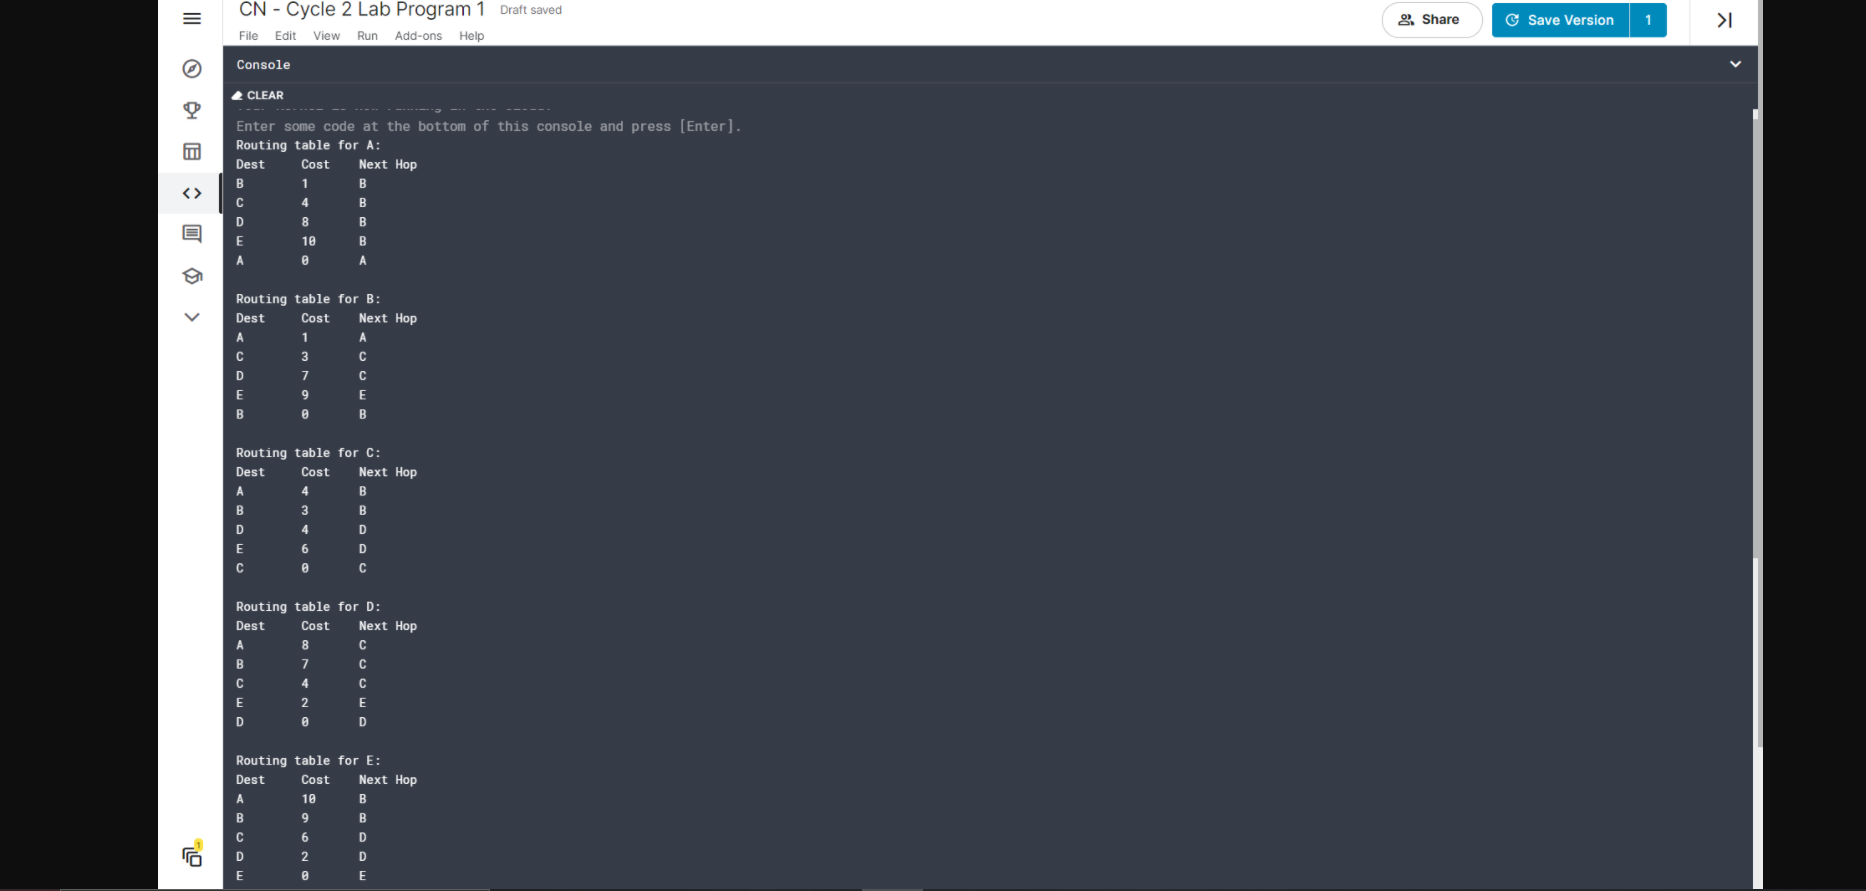 CN - Cycle 2 Lab Program 1 Draft saved
File Edit View Run Add-ons Help
Share
Save Version 1
Console
CLEAR
Enter some code at the bottom of this console and press [Enter].
Routing table for A:
Dest Cost Next Hop
B 1 B
C 4 B
D 8 B
E 10 B
A 0 A
Routing table for B:
Dest Cost Next Hop
A 1 A
C 3 C
D 7 C
E 9 E
B 0 B
Routing table for C:
Dest Cost Next Hop
A 4 B
B 3 B
D 4 D
E 6 D
C 0 C
Routing table for D:
Dest Cost Next Hop
A 8 C
B 7 C
C 4 C
E 2 E
D 0 D
Routing table for E:
Dest Cost Next Hop
A 10 B
B 9 B
C 6 D
D 2 D
E 0 E
1